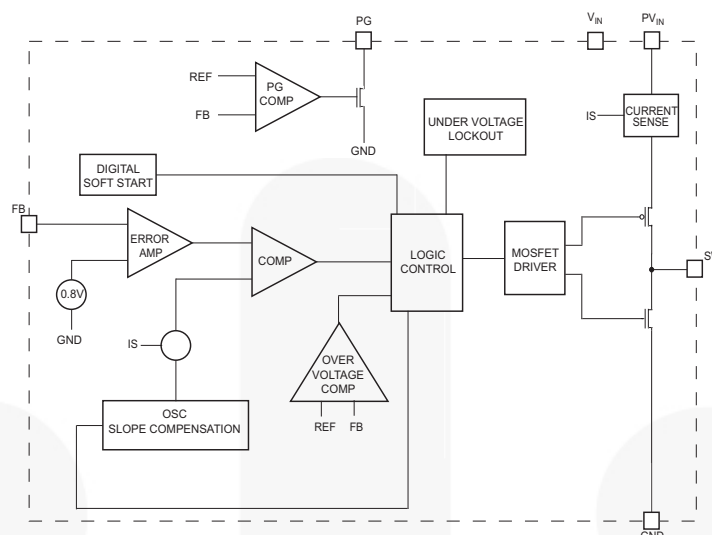 PG
VIN
PVIN
REF
PG
COMP
FB
GND
IS
CURRENT
SENSE
UNDER VOLTAGE
LOCKOUT
DIGITAL
SOFT START
FB
ERROR
AMP
COMP
LOGIC
CONTROL
MOSFET
DRIVER
0.8V
GND
IS
OVER
VOLTAGE
COMP
REF FB
OSC
SLOPE COMPENSATION
GND